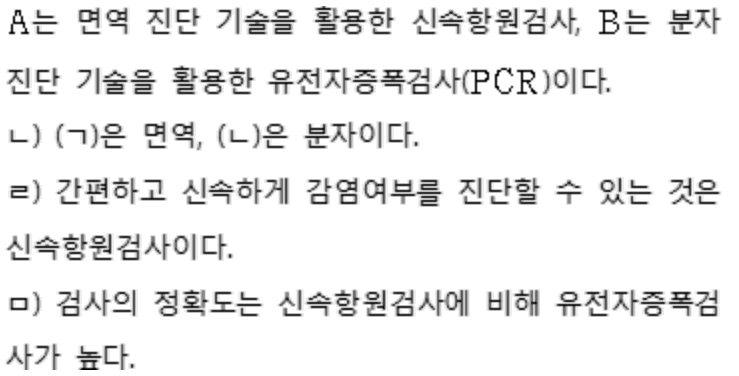 A는 면역 진단 기술을 활용한 신속항원검사, B는 분자
진단 기술을 활용한 유전자증폭검사(PCR)이다.
ㄴ) (ㄱ)은 면역, (ㄴ)은 분자이다.
ㄹ) 간편하고 신속하게 감염여부를 진단할 수 있는 것은
신속항원검사이다.
ㅁ) 검사의 정확도는 신속항원검사에 비해 유전자증폭검
사가 높다.